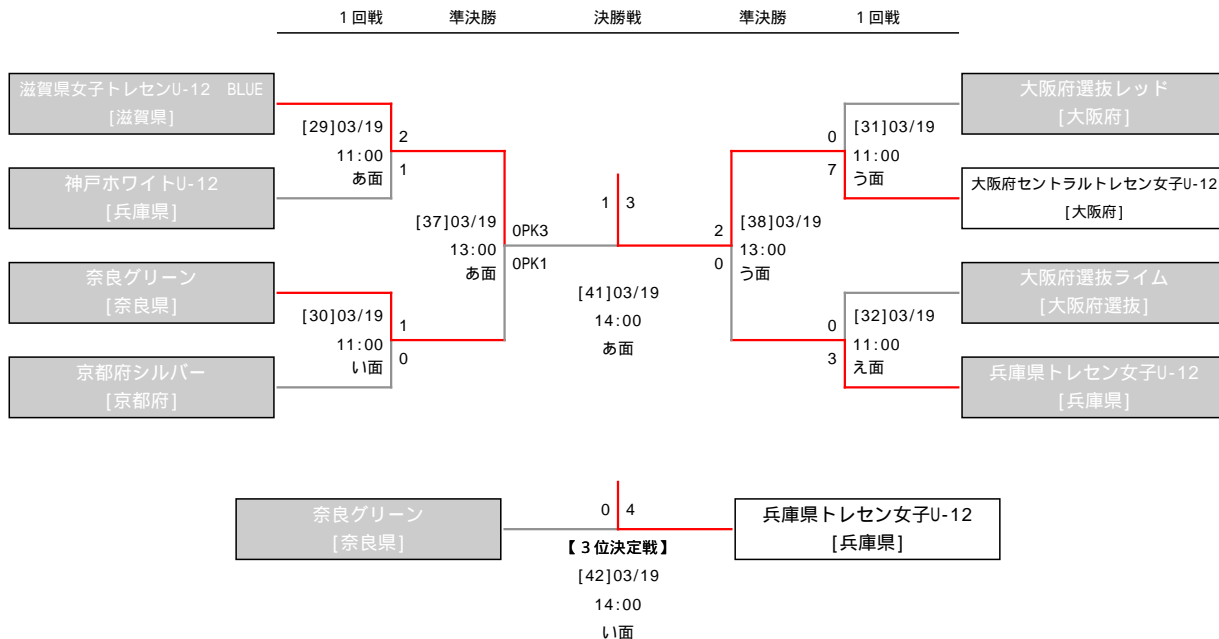 1回戦 準決勝 決勝戦 準決勝 1回戦
滋賀県女子トレセンU-12 BLUE
[滋賀県]
[29]03/19
11:00
あ面
2
1
神戸ホワイトU-12
[兵庫県]
[37]03/19
13:00
あ面
0PK3
0PK1
奈良グリーン
[奈良県]
[30]03/19
11:00
い面
1
0
京都府シルバー
[京都府]
1 3
[41]03/19
14:00
あ面
大阪府選抜レッド
[大阪府]
0
7
[31]03/19
11:00
う面
大阪府セントラルトレセン女子U-12
[大阪府]
2
0
[38]03/19
13:00
う面
大阪府選抜ライム
[大阪府選抜]
0
3
[32]03/19
11:00
え面
兵庫県トレセン女子U-12
[兵庫県]
奈良グリーン
[奈良県]
0 4
兵庫県トレセン女子U-12
[兵庫県]
【3位決定戦】
[42]03/19
14:00
い面